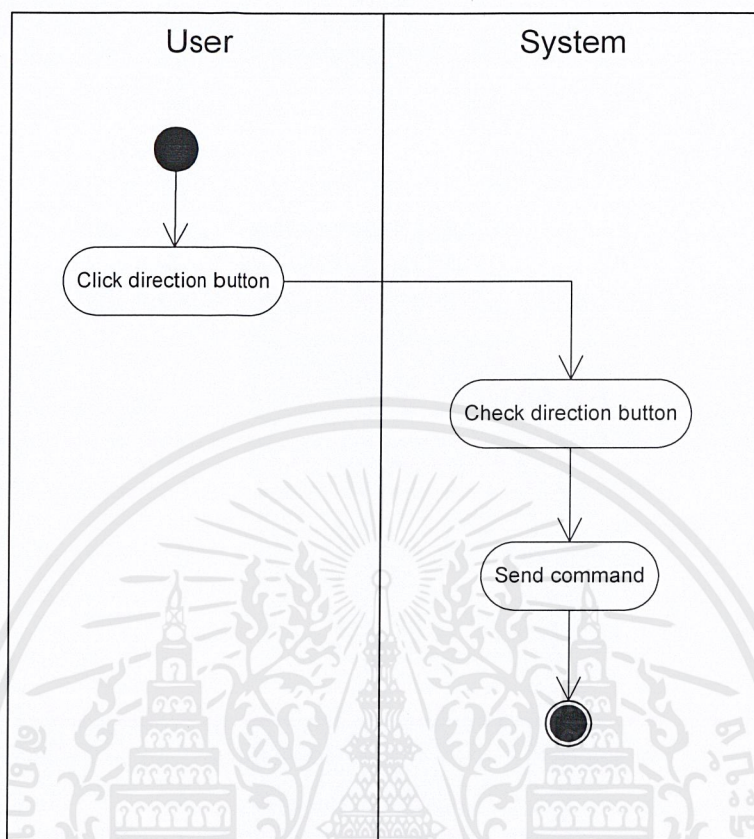 User
System
Click direction button
Check direction button
Send command